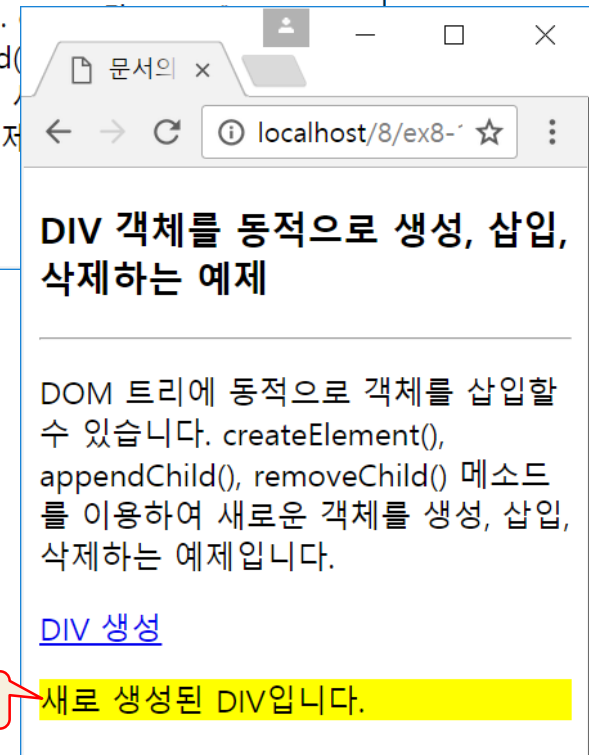 문서의
localhost/8/ex8-1
DIV 객체를 동적으로 생성, 삽입,
삭제하는 예제
DOM 트리에 동적으로 객체를 삽입할
수 있습니다. createElement(),
appendChild(), removeChild() 메소드
를 이용하여 새로운 객체를 생성, 삽입,
삭제하는 예제입니다.
DIV 생성
새로 생성된 DIV입니다.